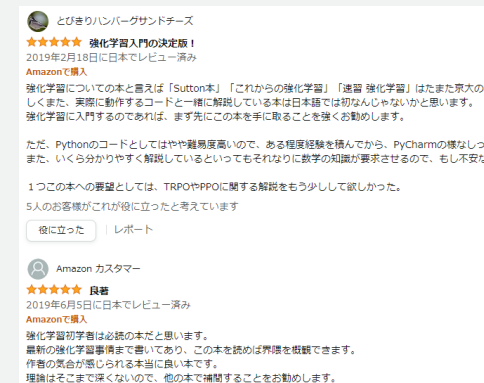 とびきりハンバーグサンドチーズ
★★★★★ 強化学習入門の決定版！
2019年2月18日に日本でレビュー済み
Amazonで購入
強化学習についての本と言えば「Sutton本」「これからの強化学習」「速習 強化学習」はたまた京大の
しくまた、実際に動作するコードと一緒に解説している本は日本語では初なんじゃないかと思います。
強化学習に入門するのであれば、まず先にこの本を手に取ることを強くお勧めします。
ただ、Pythonのコードとしてはやや難易度高いので、ある程度経験を積んでから、PyCharmの様なしっ
また、いくら分かりやすく解説しているといってもそれなりに数学の知識が要求させるので、もし不安な
１つこの本への要望としては、TRPOやPPOに関する解説をもう少しして欲しかった。
5人のお客様がこれが役に立ったと考えています
役に立った | レポート
Amazon カスタマー
★★★★★ 良著
2019年6月5日に日本でレビュー済み
Amazonで購入
強化学習初学者は必読の本だと思います。
最新の強化学習事情まで書いてあり、この本を読めば界隈を概観できます。
作者の気合が感じられる本当に良い本です。
理論はそこまで深くないので、他の本で補間することをお勧めします。